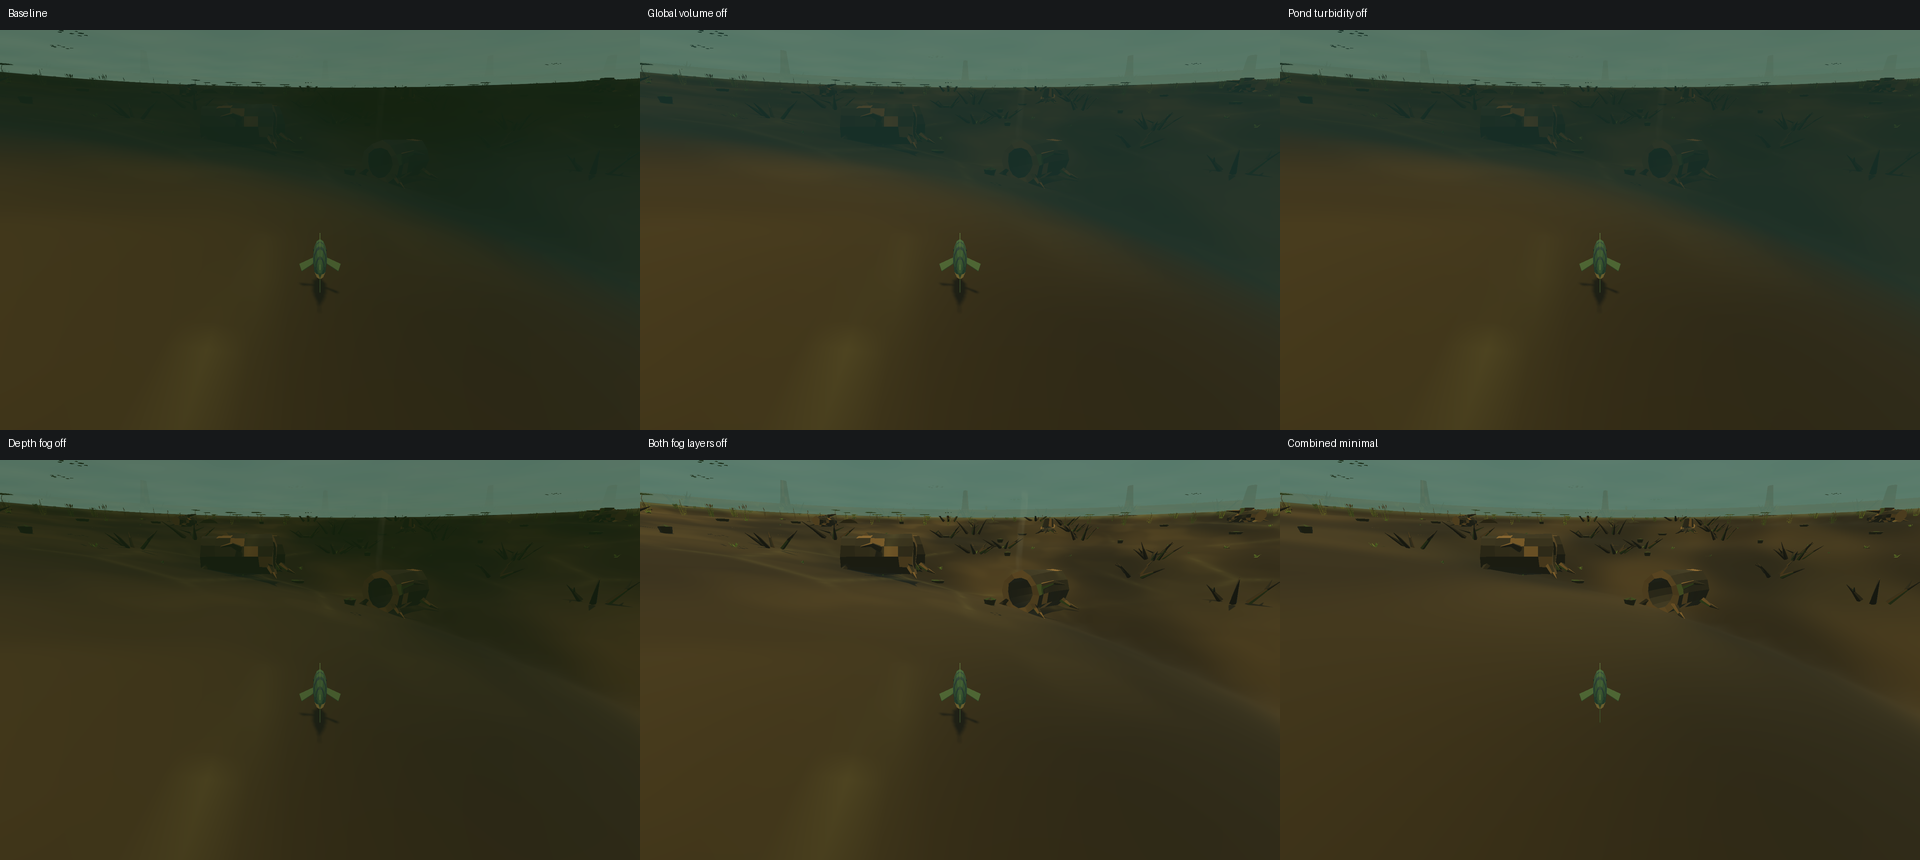 Baseline
Global volume off
Pond turbidity off
Depth fog off
Both fog layers off
Combined minimal